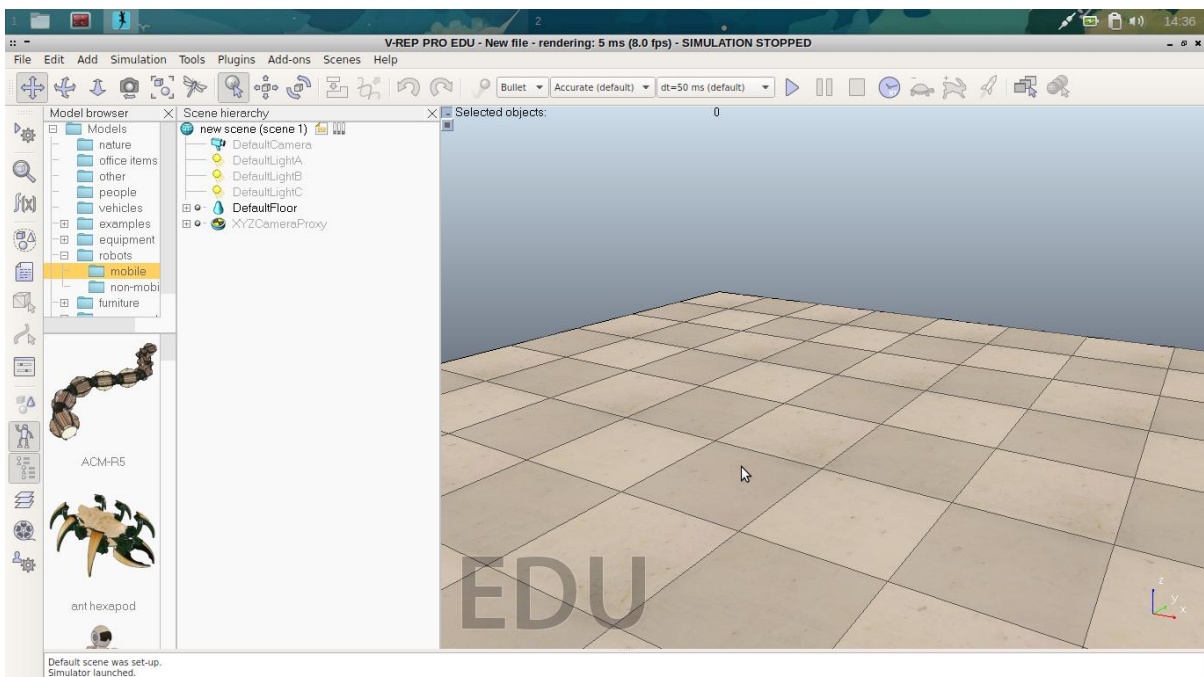 1
2
14:36
V-REP PRO EDU - New file - rendering: 5 ms (8.0 fps) - SIMULATION STOPPED
File Edit Add Simulation Tools Plugins Add-ons Scenes Help
Bullet Accurate (default) dt=50 ms (default)
Model browser
Models
nature
office items
other
people
vehicles
examples
equipment
robots
mobile
non-mobi
furniture
ACM-R5
ant hexapod
Scene hierarchy
new scene (scene 1)
DefaultCamera
DefaultLightA
DefaultLightB
DefaultLightC
DefaultFloor
XYZCameraProxy
Selected objects: 0
f(x)
EDU
z
y
x
Default scene was set-up.
Simulator launched.